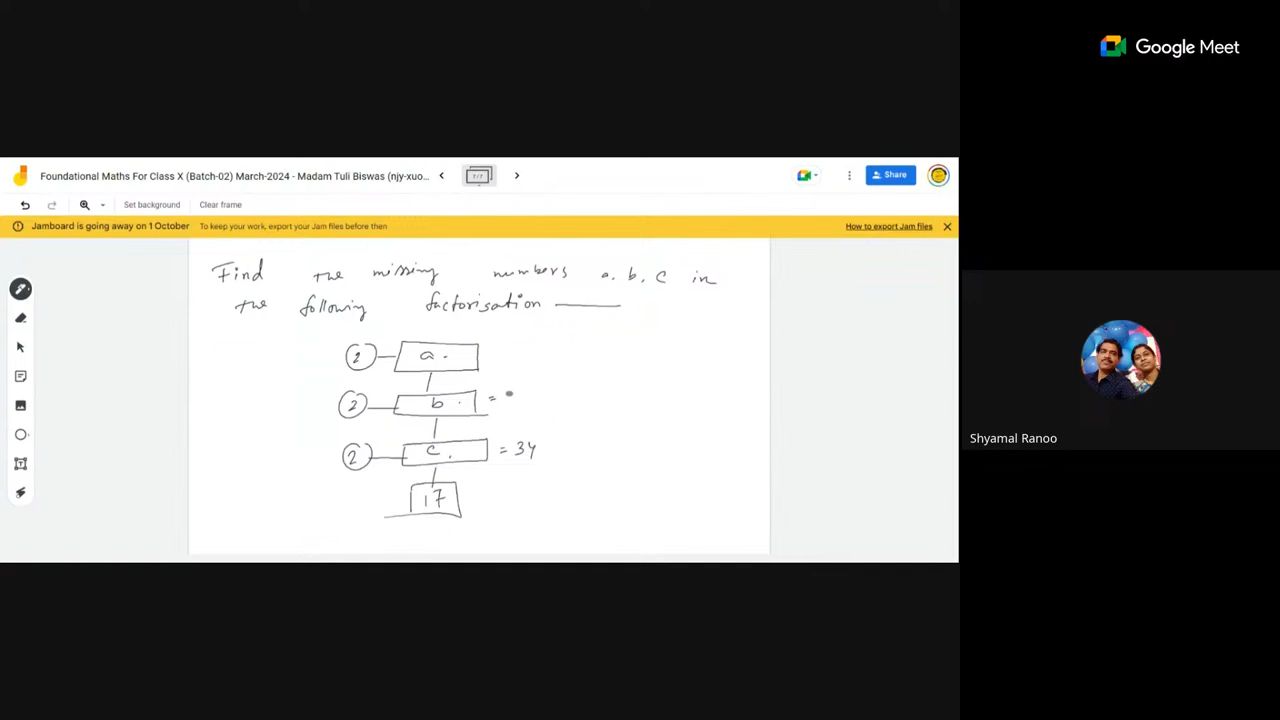 Google Meet
Foundational Maths For Class X (Batch-02) March-2024 - Madam Tuli Biswas (njy-xuo...
7/7
Share
Set background
Clear frame
Jamboard is going away on 1 October To keep your work, export your Jam files before then
How to export Jam files
Find the missing numbers a. b, c in
the following factorisation
2 a.
2 b . =
2 c . = 34
17
Shyamal Ranoo